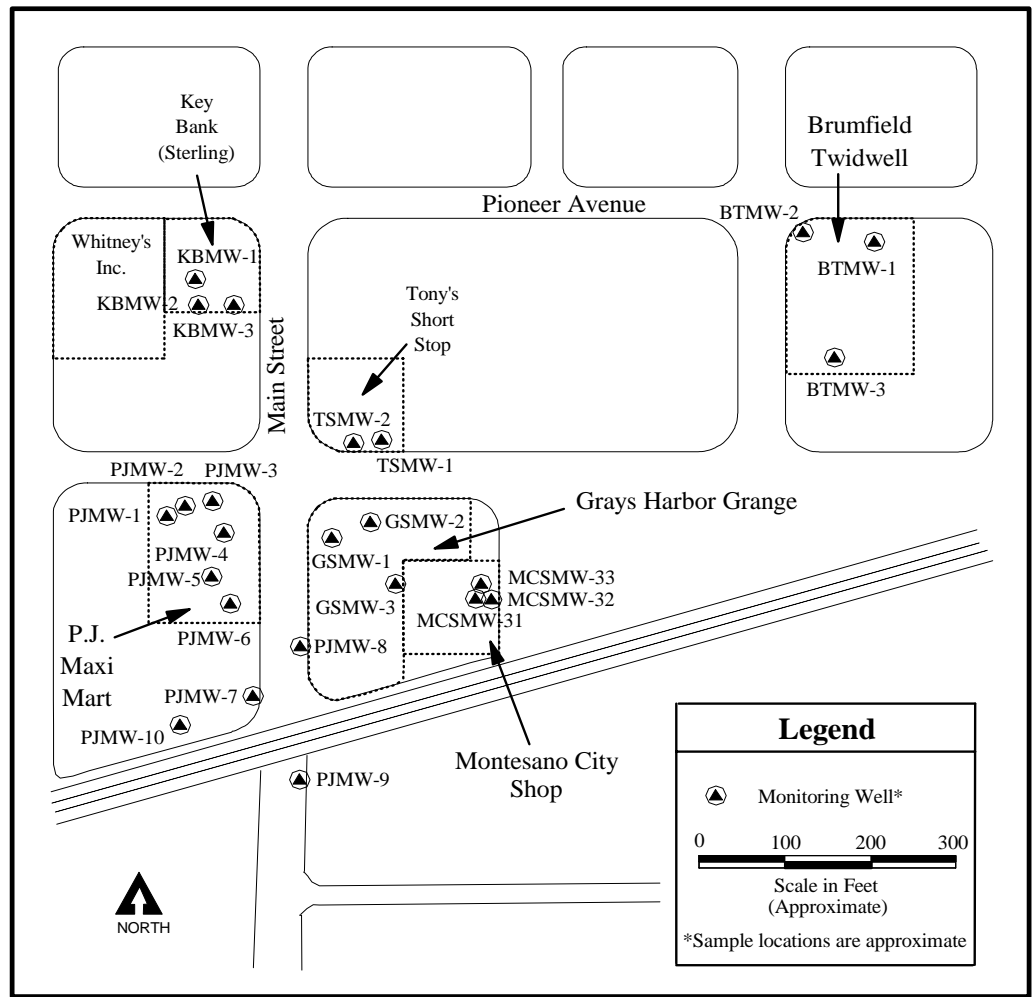 Key
Bank
(Sterling)
Brumfield
Twidwell
Pioneer Avenue
BTMW-2
Whitney's
Inc.
KBMW-1
BTMW-1
KBMW-2
KBMW-3
Tony's
Short
Stop
Main Street
BTMW-3
TSMW-2
TSMW-1
PJMW-2
PJMW-3
PJMW-1
Grays Harbor Grange
GSMW-2
PJMW-4
GSMW-1
PJMW-5
MCSMW-33
GSMW-3
MCSMW-32
MCSMW-31
P.J.
Maxi
Mart
PJMW-6
PJMW-8
PJMW-7
PJMW-10
Montesano City
Shop
PJMW-9
Legend
Monitoring Well*
0 100 200 300
Scale in Feet
(Approximate)
*Sample locations are approximate
NORTH